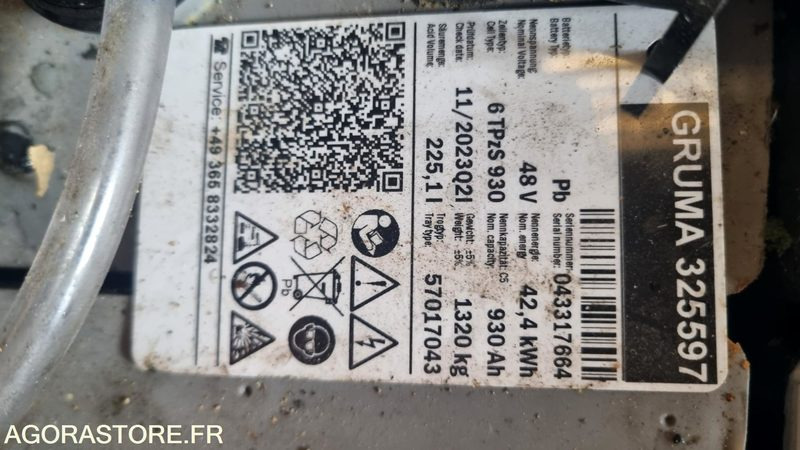 GRUMA 325597
Batterietyp: Pb Seriennummer: 043317664
Battery Typ: Serial number:
Nennspannung 48 V Nennenergie: 42,4 kWh
Nominal Voltage: Nom. energy
Zellentyp: 6 TPzS 930 Nennkapazität: C5 930 Ah
Cell Type: Nom. capacity:
Prüfdatum: 11/2023Q2I Gewicht: ±5% 1320 kg
Check date: Weight: ±5%
Säuremenge: 225,1 l Trogtyp: 57017043
Acid Volume: Tray type:
Pb
Service: +49 365 8332824
AGORASTORE.FR